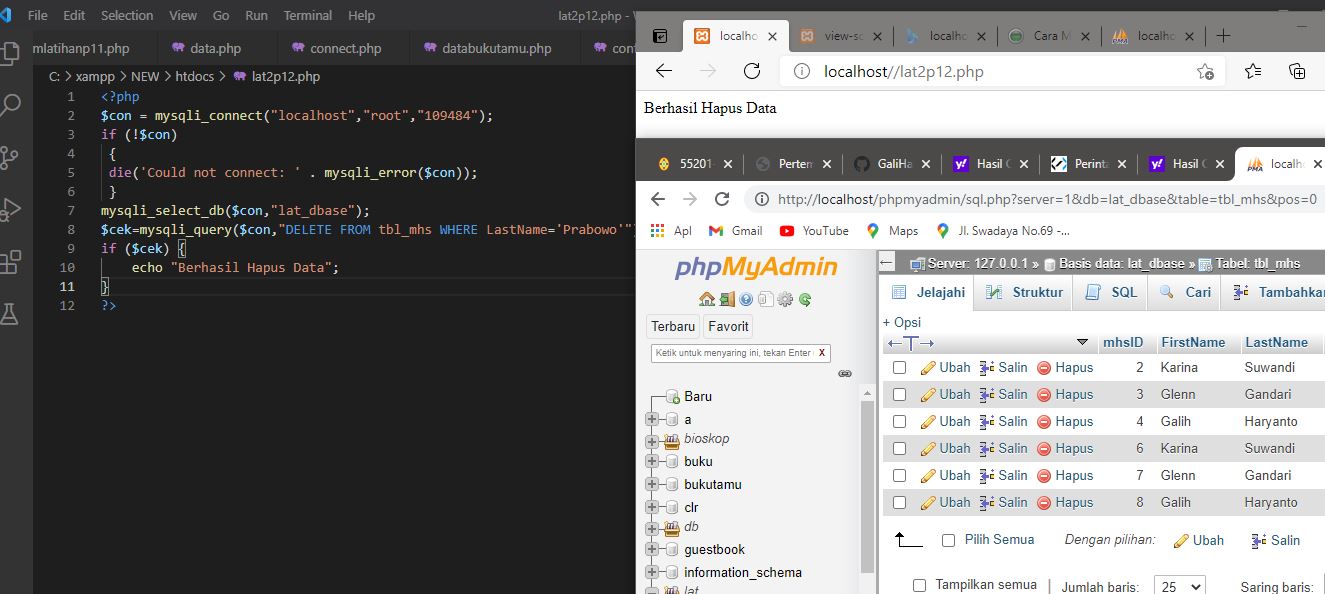 File Edit Selection View Go Run Terminal Help lat2p12.php -
mlatihanp11.php data.php connect.php databukutamu.php
C: > xampp > NEW > htdocs > lat2p12.php
1 <?php
2 $con = mysqli_connect("localhost","root","109484");
3 if (!$con)
4 {
5 die('Could not connect: ' . mysqli_error($con));
6 }
7 mysqli_select_db($con,"lat_dbase");
8 $cek=mysqli_query($con,"DELETE FROM tbl_mhs WHERE LastName='Prabowo'"
9 if ($cek) {
10 echo "Berhasil Hapus Data";
11 }
12 ?>
localho view-so localho Cara M localho
localhost//lat2p12.php
Berhasil Hapus Data
55201- Pertem GaliHa Hasil Perinta Hasil localho
http://localhost/phpmyadmin/sql.php?server=1&db=lat_dbase&table=tbl_mhs&pos=0
Apl Gmail YouTube Maps Jl. Swadaya No.69 -...
phpMyAdmin
Terbaru Favorit
Ketik untuk menyaring ini, tekan Enter X
Baru
a
bioskop
buku
bukutamu
clr
db
guestbook
information_schema
lat
Server: 127.0.0.1 » Basis data: lat_dbase » Tabel: tbl_mhs
Jelajahi Struktur SQL Cari Tambahkan
+ Opsi
mhsID FirstName LastName
Ubah Salin Hapus 2 Karina Suwandi
Ubah Salin Hapus 3 Glenn Gandari
Ubah Salin Hapus 4 Galih Haryanto
Ubah Salin Hapus 6 Karina Suwandi
Ubah Salin Hapus 7 Glenn Gandari
Ubah Salin Hapus 8 Galih Haryanto
Pilih Semua Dengan pilihan: Ubah Salin
Tampilkan semua | Jumlah baris: 25 Saring baris: